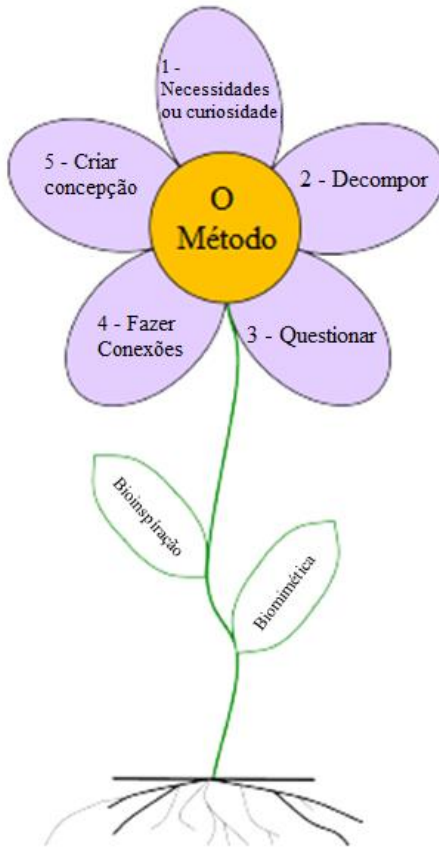 1 -
Necessidades
ou curiosidade
5 - Criar
concepção
2 - Decompor
O
Método
4 - Fazer
Conexões
3 - Questionar
Bioinspiração
Biomimética